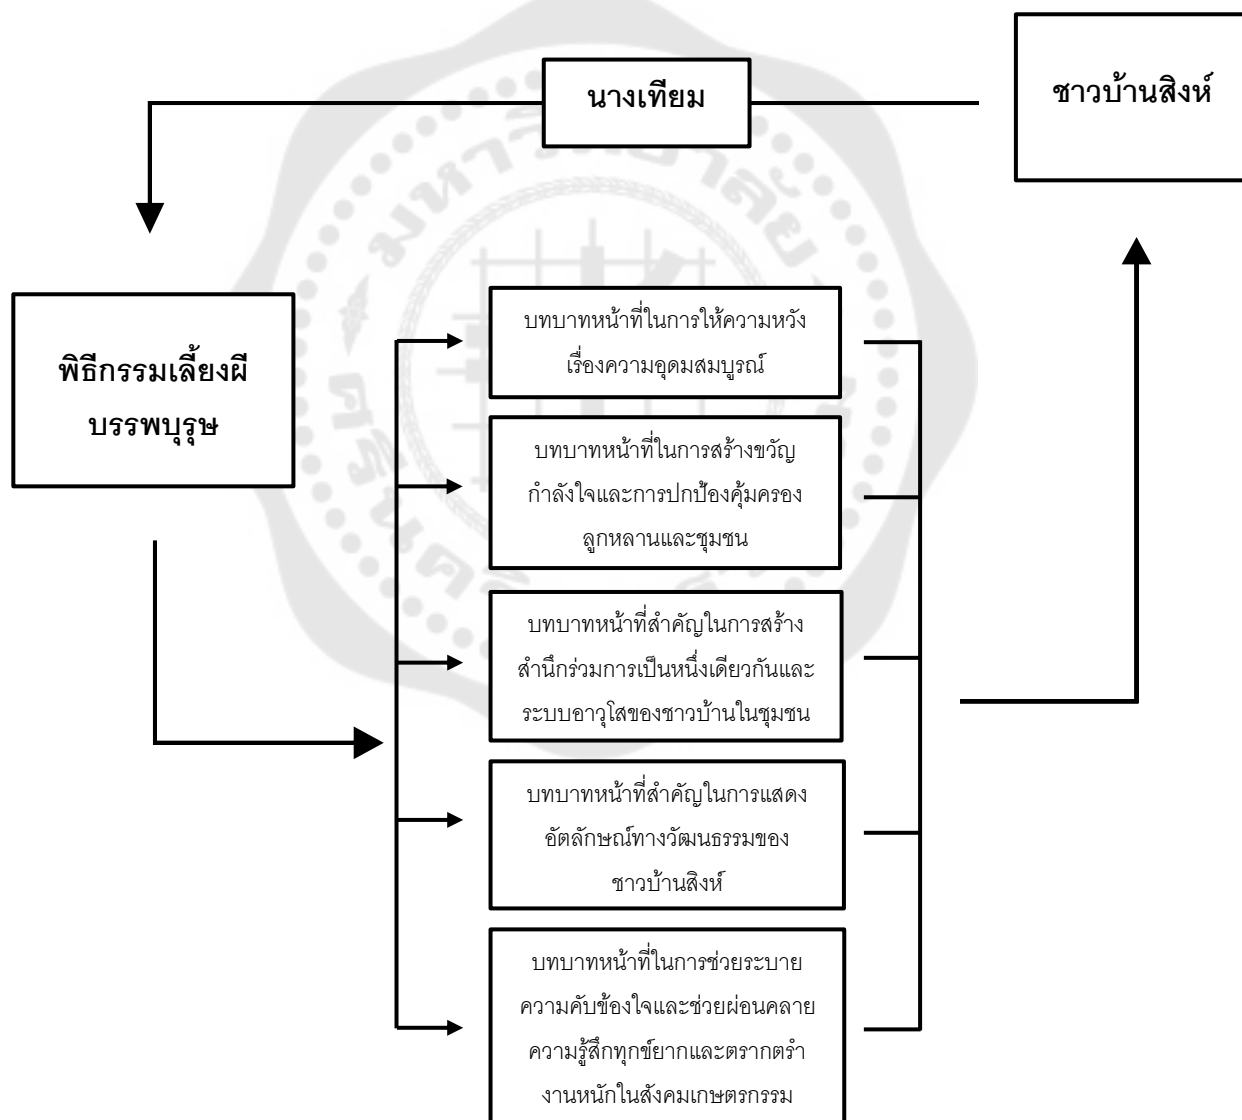 นางเทียม
ชาวบ้านสิงห์
พิธีกรรมเลี้ยงผี
บรรพบุรุษ
บทบาทหน้าที่ในการให้ความหวัง
เรื่องความอุดมสมบูรณ์
บทบาทหน้าที่ในการสร้างขวัญ
กำลังใจและการปกป้องคุ้มครอง
ลูกหลานและชุมชน
บทบาทหน้าที่สำคัญในการสร้าง
สำนึกร่วมการเป็นหนึ่งเดียวกันและ
ระบบอาวุโสของชาวบ้านในชุมชน
บทบาทหน้าที่สำคัญในการแสดง
อัตลักษณ์ทางวัฒนธรรมของ
ชาวบ้านสิงห์
บทบาทหน้าที่ในการช่วยระบาย
ความคับข้องใจและช่วยผ่อนคลาย
ความรู้สึกทุกข์ยากและตรากตรำ
งานหนักในสังคมเกษตรกรรม